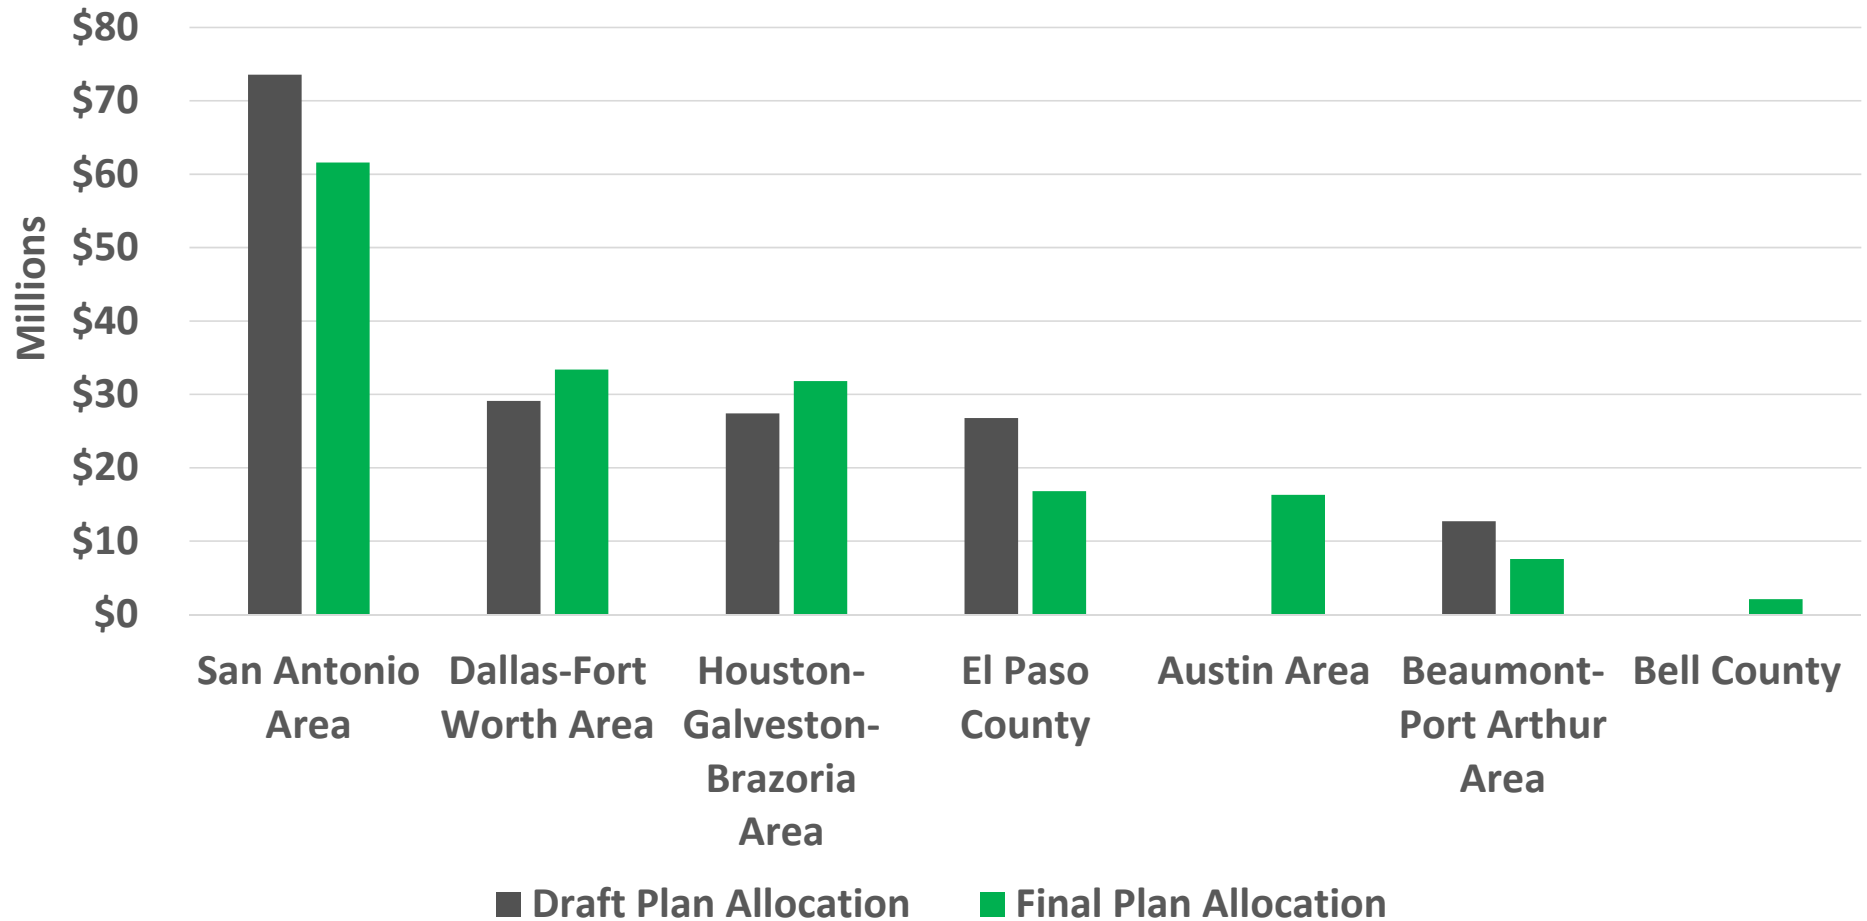 $80
$70
$60
$50
$40
$30
$20
$10
$0
Millions
San Antonio
Area
Dallas-Fort
Worth Area
Houston-
Galveston-
Brazoria
Area
El Paso
County
Austin Area
Beaumont-
Port Arthur
Area
Bell County
Draft Plan Allocation
Final Plan Allocation